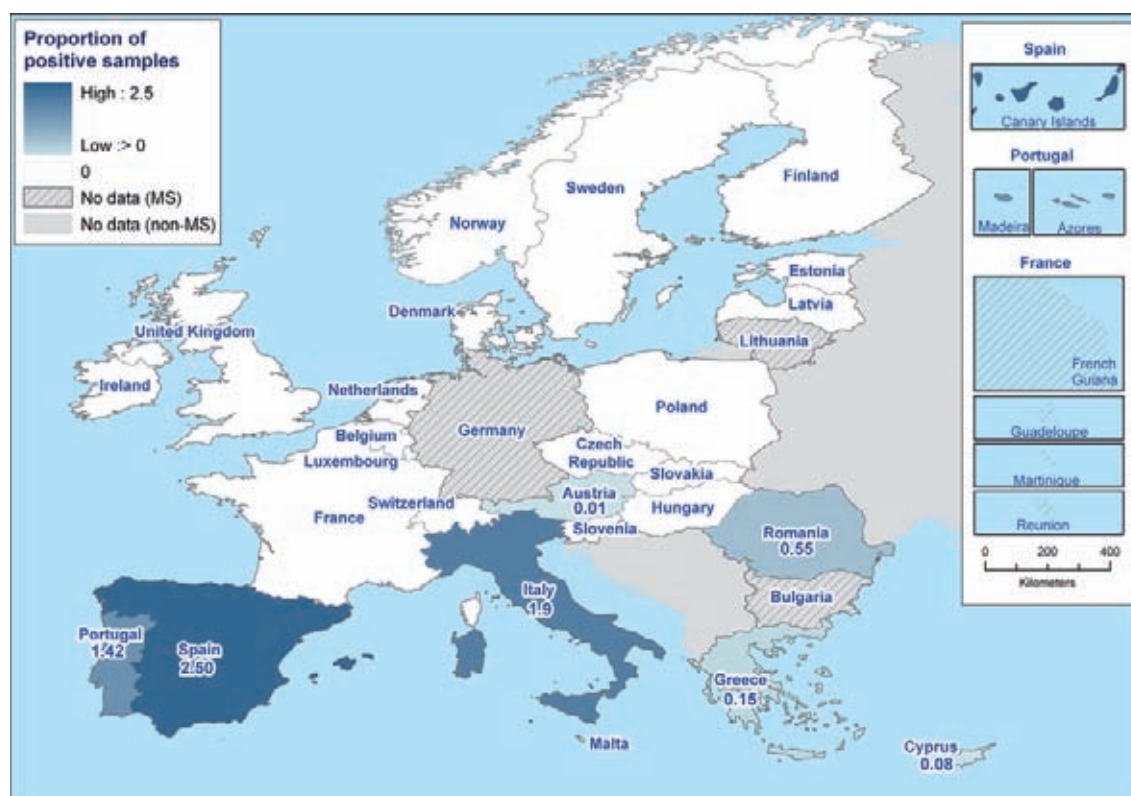 Proportion of
positive samples
High : 2.5
Low :> 0
0
No data (MS)
No data (non-MS)
Spain
Canary Islands
Portugal
Madeira
Azores
France
French
Guiana
Guadeloupe
Martinique
Reunion
0 200 400
Kilometers
Norway
Sweden
Finland
Estonia
Latvia
Lithuania
Denmark
United Kingdom
Ireland
Netherlands
Belgium
Luxembourg
Germany
Poland
Czech
Republic
Slovakia
Austria
0.01
Hungary
Slovenia
Switzerland
France
Romania
0.55
Bulgaria
Italy
1.9
Portugal
1.42
Spain
2.50
Greece
0.15
Malta
Cyprus
0.08